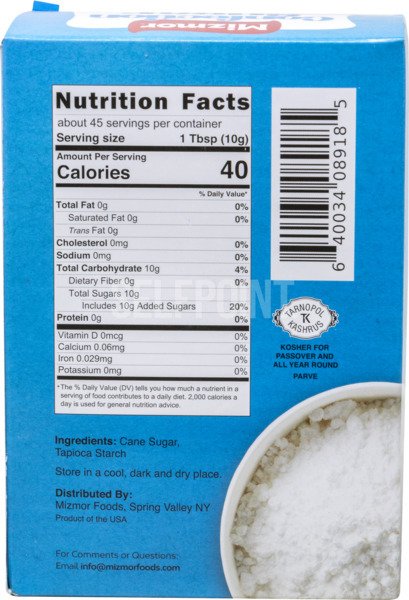 Mizmor
Nutrition Facts
about 45 servings per container
Serving size 1 Tbsp (10g)
Amount Per Serving
Calories 40
% Daily Value*
Total Fat 0g 0%
Saturated Fat 0g 0%
Trans Fat 0g
Cholesterol 0mg 0%
Sodium 0mg 0%
Total Carbohydrate 10g 4%
Dietary Fiber 0g 0%
Total Sugars 10g
Includes 10g Added Sugars 20%
Protein 0g 0%
Vitamin D 0mcg 0%
Calcium 0.06mg 0%
Iron 0.029mg 0%
Potassium 0mg 0%
*The % Daily Value (DV) tells you how much a nutrient in a
serving of food contributes to a daily diet. 2,000 calories a
day is used for general nutrition advice.
6 40034 08918 5
TARNOPOL
TK
KASHRUS
KOSHER FOR
PASSOVER AND
ALL YEAR ROUND
PARVE
SELFPOINT
Ingredients: Cane Sugar,
Tapioca Starch
Store in a cool, dark and dry place.
Distributed By:
Mizmor Foods, Spring Valley NY
Product of the USA
For Comments or Questions:
Email info@mizmorfoods.com